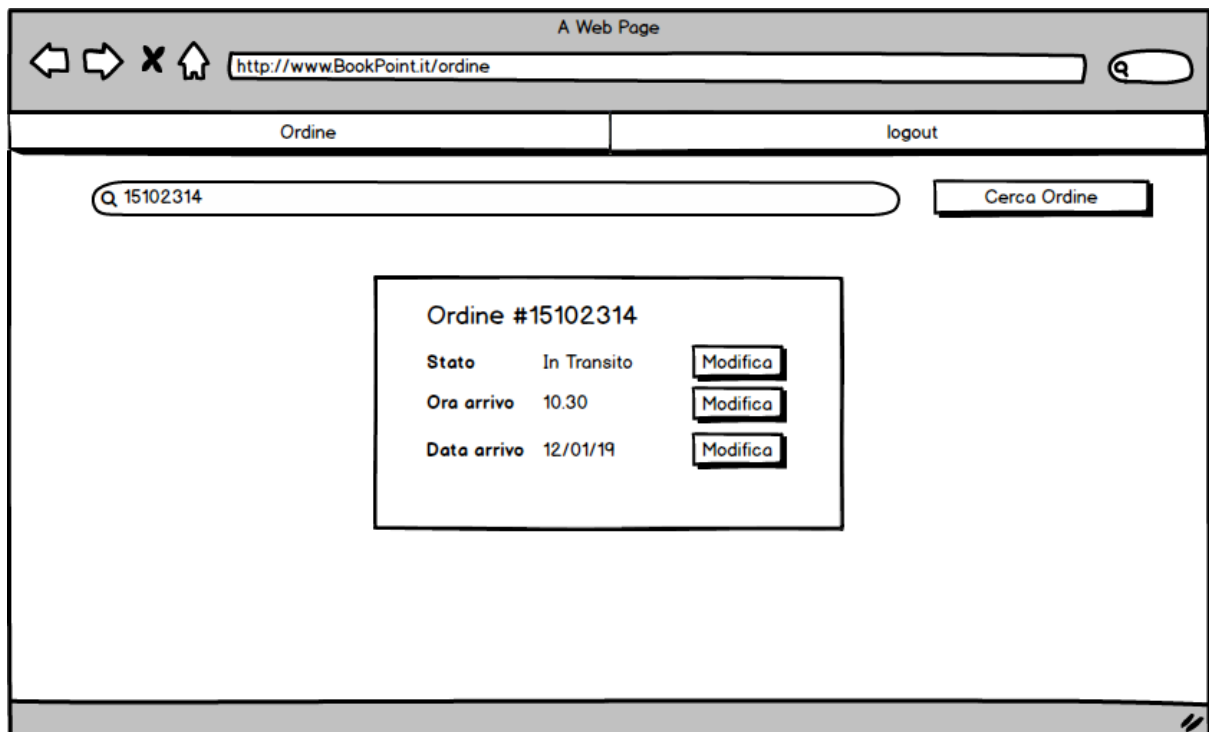 A Web Page
http://www.BookPoint.it/ordine
Ordine logout
15102314 Cerca Ordine
Ordine #15102314
Stato In Transito Modifica
Ora arrivo 10.30 Modifica
Data arrivo 12/01/19 Modifica